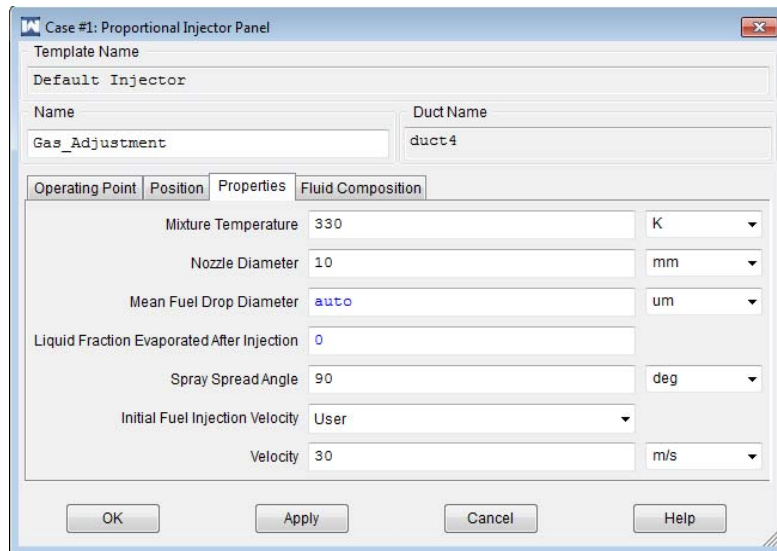 Case #1: Proportional Injector Panel
Template Name
Default Injector
Name Duct Name
Gas_Adjustment duct4
Operating Point Position Properties Fluid Composition
Mixture Temperature 330 K
Nozzle Diameter 10 mm
Mean Fuel Drop Diameter auto um
Liquid Fraction Evaporated After Injection 0
Spray Spread Angle 90 deg
Initial Fuel Injection Velocity User
Velocity 30 m/s
OK Apply Cancel Help